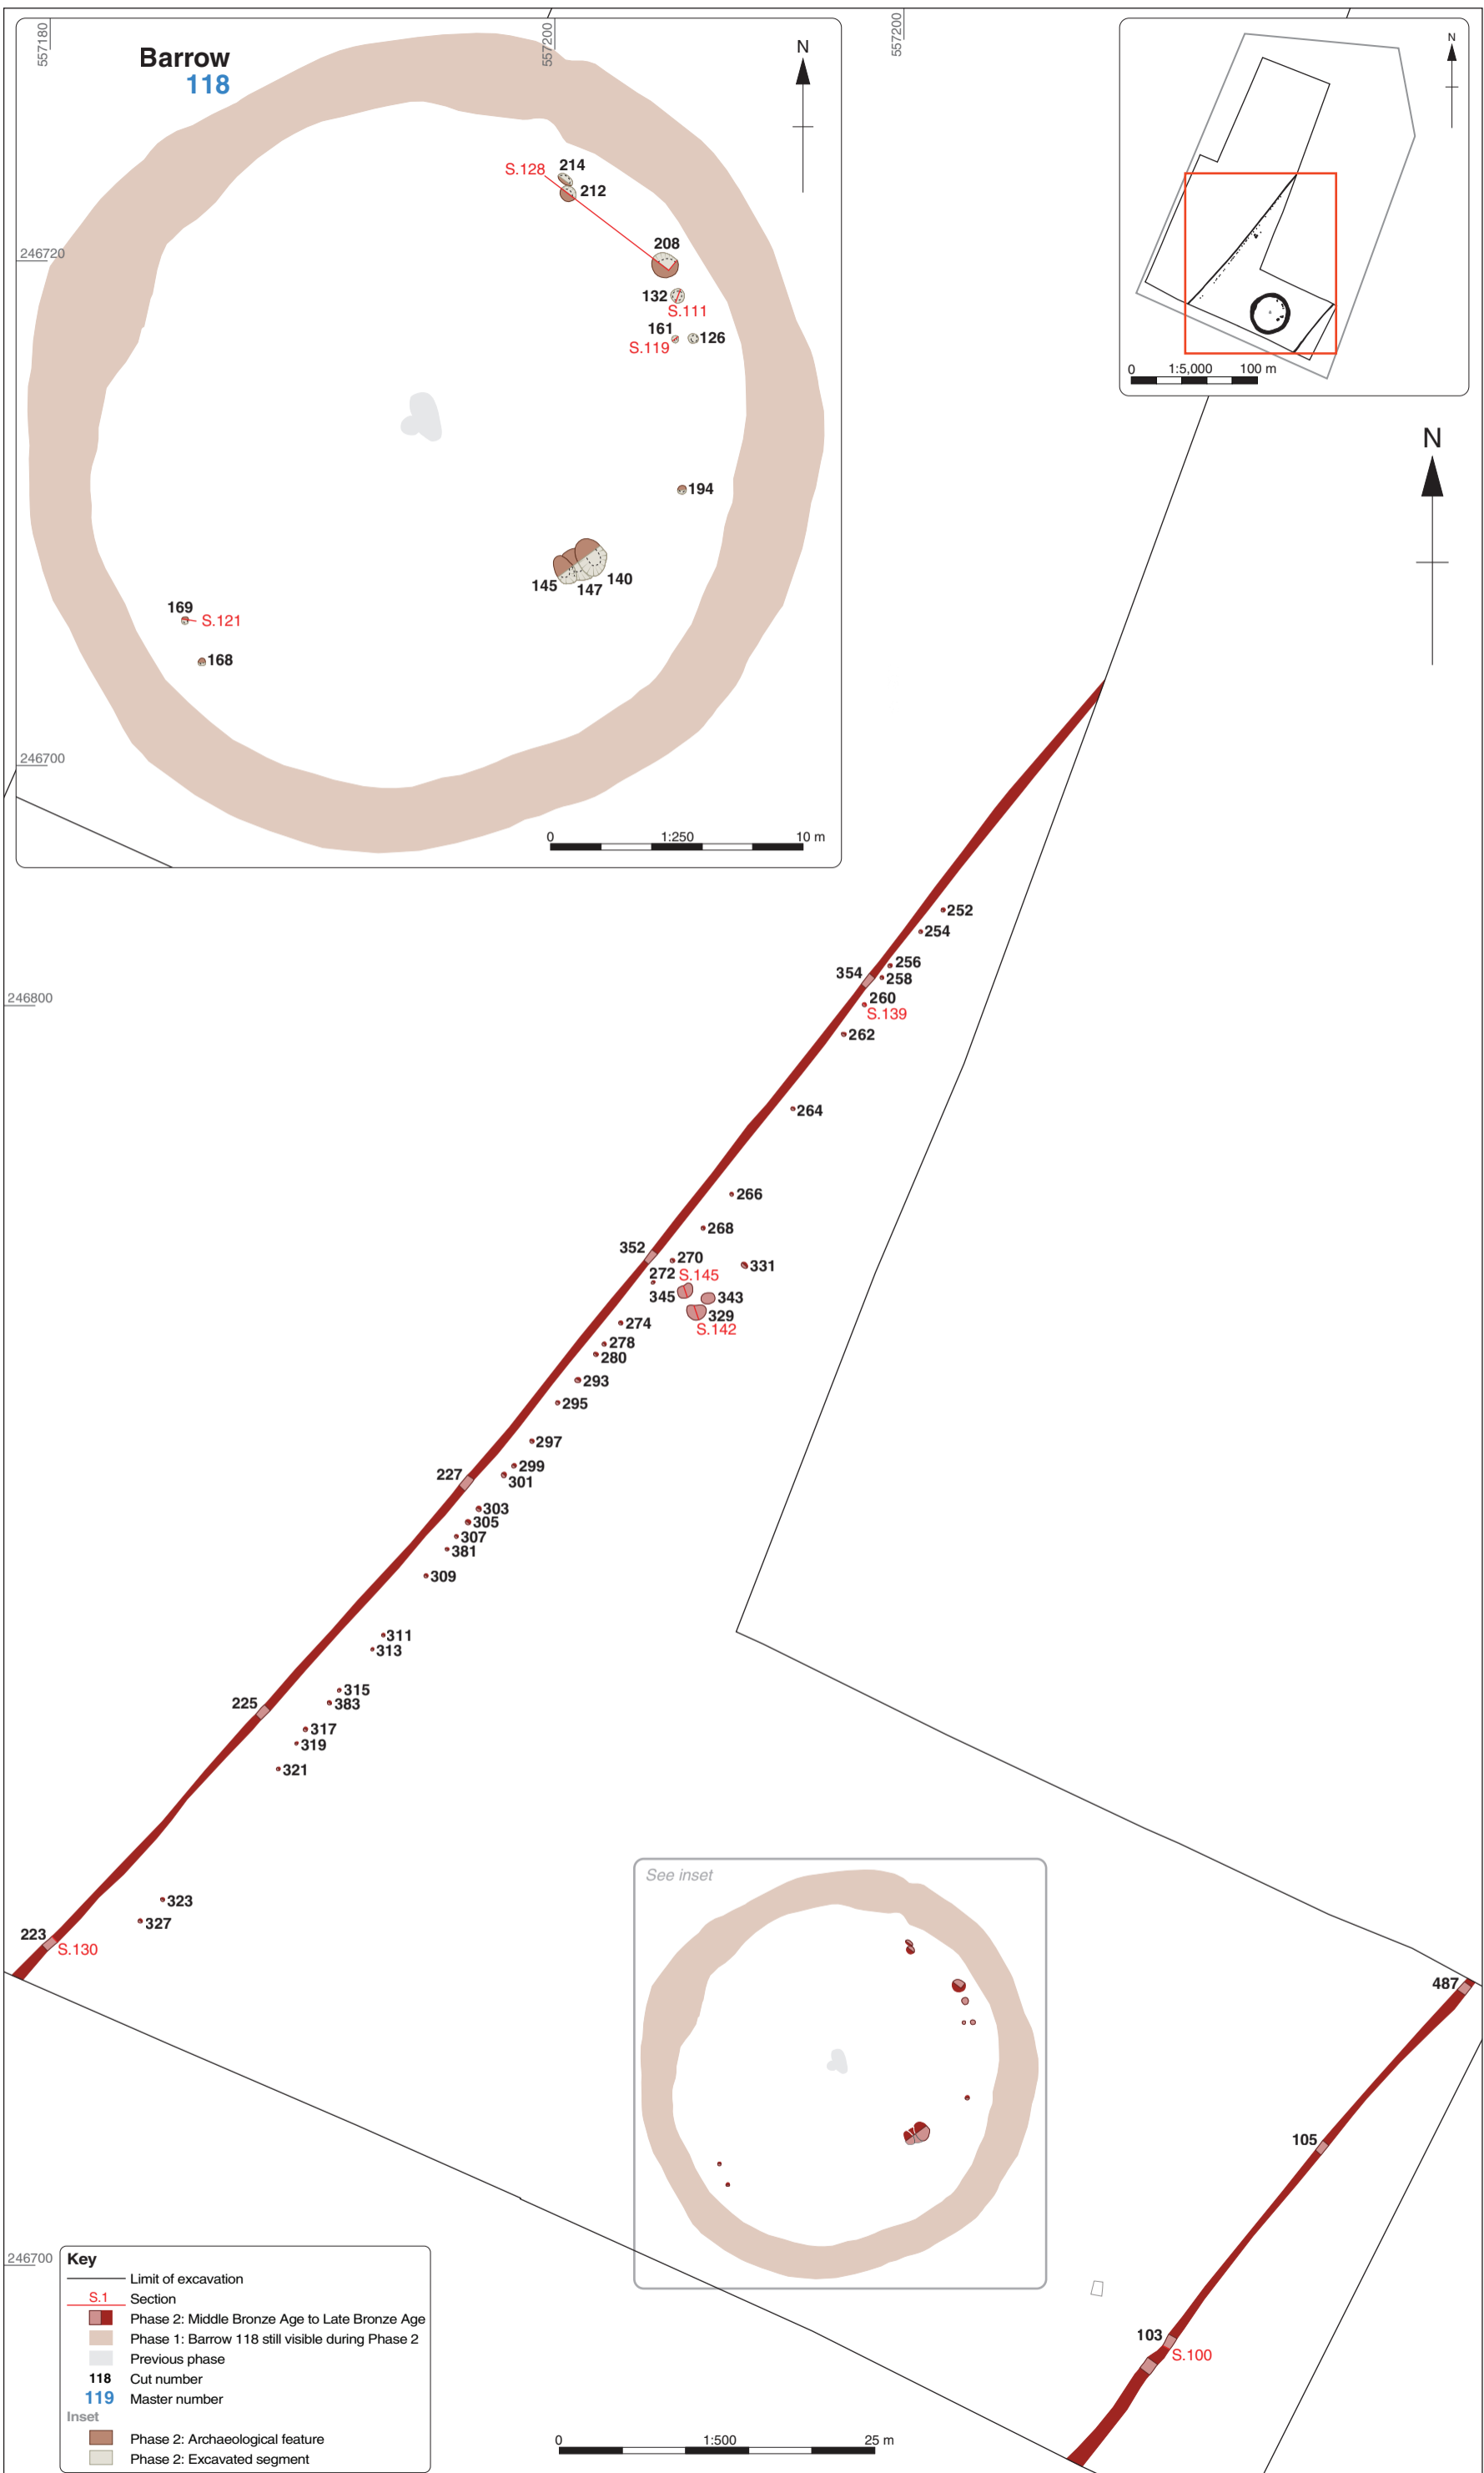 557180
557200
Barrow
118
N
214
S.128
212
246720
208
132
S.111
161
126
S.119
194
145
147
140
169
S.121
168
246700
0 1:250 10 m
557200
N
0 1:5,000 100 m
N
252
254
256
354
258
246800
260
S.139
262
264
266
268
352
270
331
272
S.145
345
343
329
S.142
274
278
280
293
295
297
299
227
301
303
305
307
381
309
311
313
315
225
383
317
319
321
See inset
323
327
223
S.130
487
105
246700
103
S.100
Key
Limit of excavation
S.1 Section
Phase 2: Middle Bronze Age to Late Bronze Age
Phase 1: Barrow 118 still visible during Phase 2
Previous phase
118 Cut number
119 Master number
Inset
Phase 2: Archaeological feature
Phase 2: Excavated segment
0 1:500 25 m